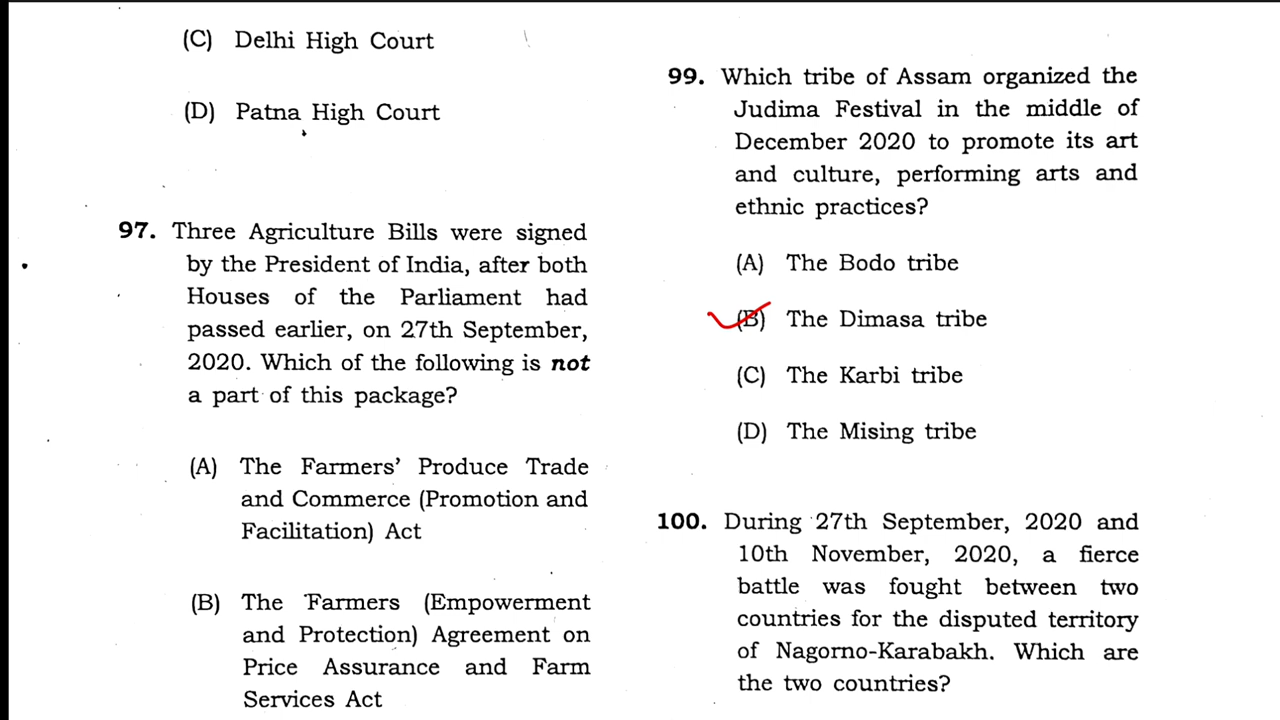 (C) Delhi High Court
(D) Patna High Court
97. Three Agriculture Bills were signed
by the President of India, after both
Houses of the Parliament had
passed earlier, on 27th September,
2020. Which of the following is not
a part of this package?
(A) The Farmers' Produce Trade
and Commerce (Promotion and
Facilitation) Act
(B) The Farmers (Empowerment
and Protection) Agreement on
Price Assurance and Farm
Services Act
99. Which tribe of Assam organized the
Judima Festival in the middle of
December 2020 to promote its art
and culture, performing arts and
ethnic practices?
(A) The Bodo tribe
(B) The Dimasa tribe
(C) The Karbi tribe
(D) The Mising tribe
100. During 27th September, 2020 and
10th November, 2020, a fierce
battle was fought between two
countries for the disputed territory
of Nagorno-Karabakh. Which are
the two countries?